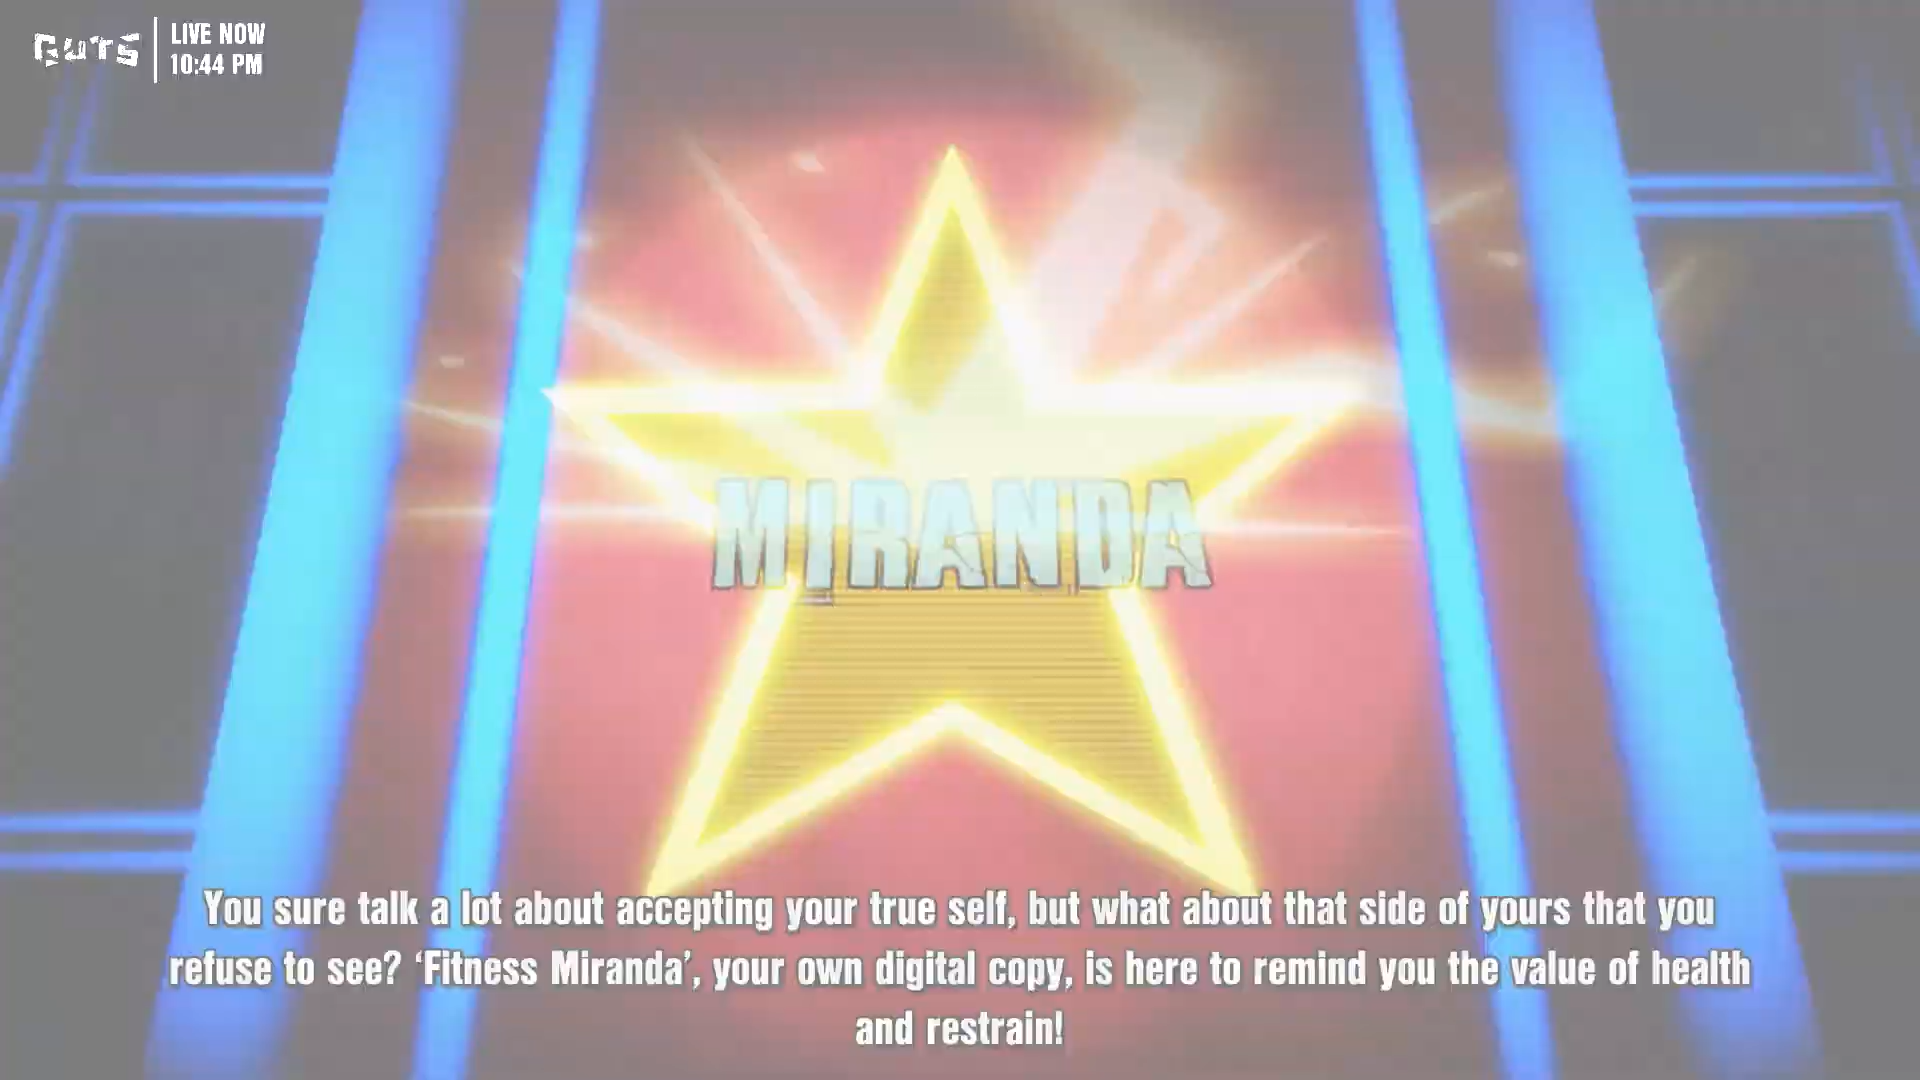 GUTS
LIVE NOW
10:44 PM
MIRANDA
You sure talk a lot about accepting your true self, but what about that side of yours that you
refuse to see? ‘Fitness Miranda’, your own digital copy, is here to remind you the value of health
and restrain!